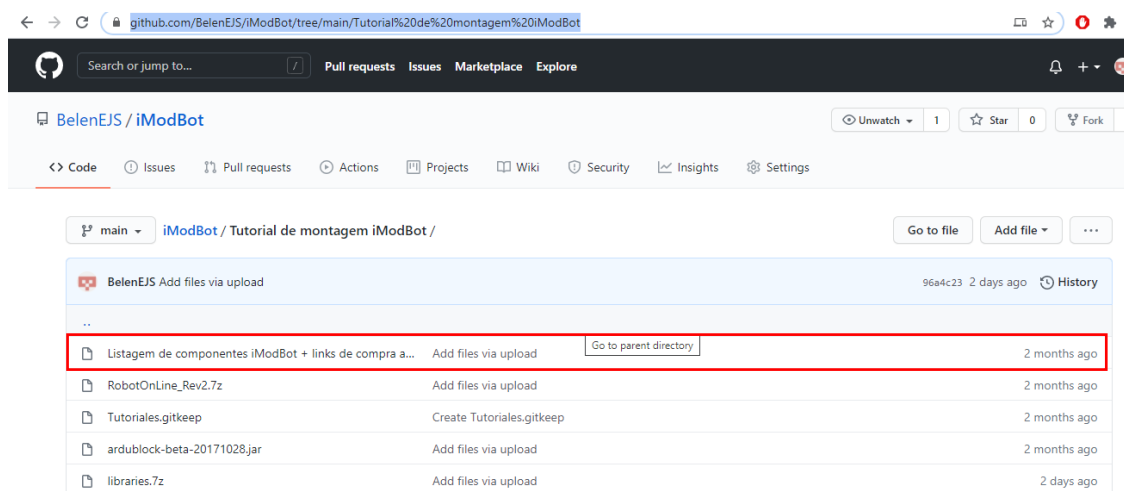 github.com/BelenEJS/iModBot/tree/main/Tutorial%20de%20montagem%20iModBot
Search or jump to... / Pull requests Issues Marketplace Explore
BelenEJS / iModBot Unwatch 1 Star 0 Fork
<> Code Issues Pull requests Actions Projects Wiki Security Insights Settings
main iModBot / Tutorial de montagem iModBot / Go to file Add file ...
BelenEJS Add files via upload 96a4c23 2 days ago History
..
Go to parent directory
Listagem de componentes iModBot + links de compra a... Add files via upload 2 months ago
RobotOnLine_Rev2.7z Add files via upload 2 months ago
Tutoriales.gitkeep Create Tutoriales.gitkeep 2 months ago
ardublock-beta-20171028.jar Add files via upload 2 months ago
libraries.7z Add files via upload 2 days ago